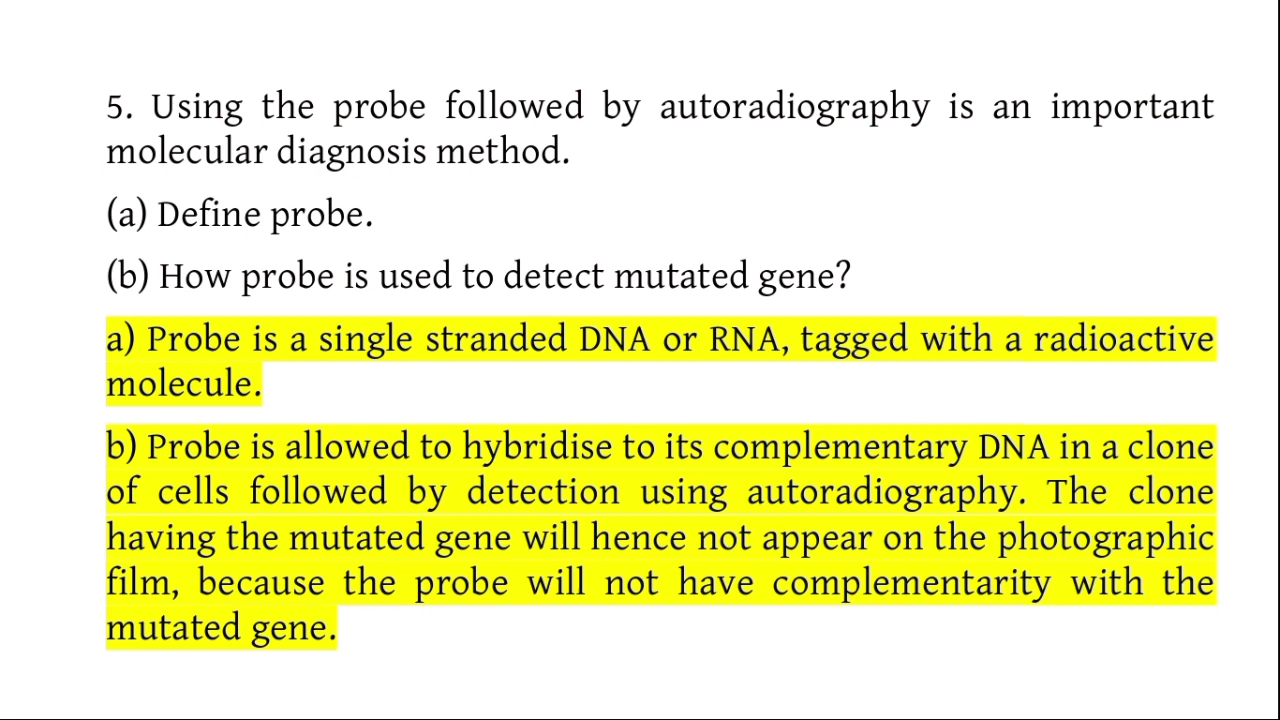 5. Using the probe followed by autoradiography is an important
molecular diagnosis method.
(a) Define probe.
(b) How probe is used to detect mutated gene?
a) Probe is a single stranded DNA or RNA, tagged with a radioactive
molecule.
b) Probe is allowed to hybridise to its complementary DNA in a clone
of cells followed by detection using autoradiography. The clone
having the mutated gene will hence not appear on the photographic
film, because the probe will not have complementarity with the
mutated gene.